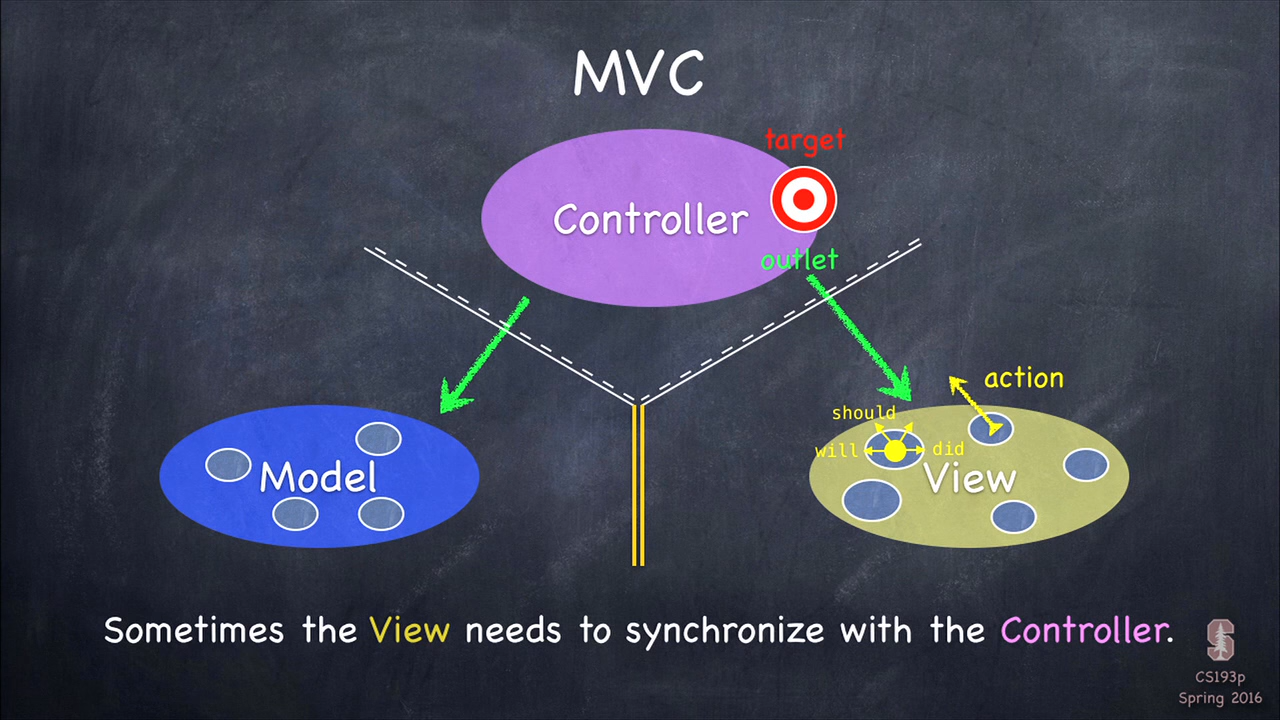 MVC
target
Controller
outlet
action
should
will
did
Model
View
Sometimes the View needs to synchronize with the Controller.
CS193p
Spring 2016